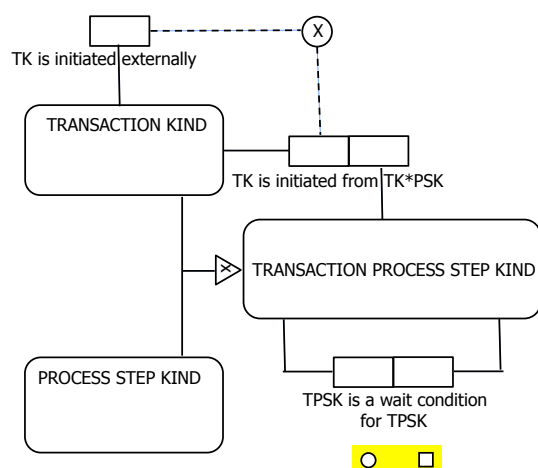 X
TK is initiated externally
TRANSACTION KIND
TK is initiated from TK*PSK
X
TRANSACTION PROCESS STEP KIND
PROCESS STEP KIND
TPSK is a wait condition
for TPSK